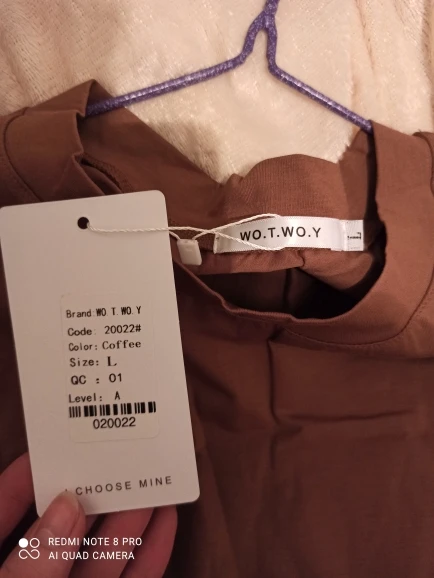 WO.T.WO.Y
L
Brand:WO.T.WO.Y
Code: 20022#
Color: Coffee
Size: L
QC : 01
Level: A
020022
I CHOOSE MINE
REDMI NOTE 8 PRO
AI QUAD CAMERA